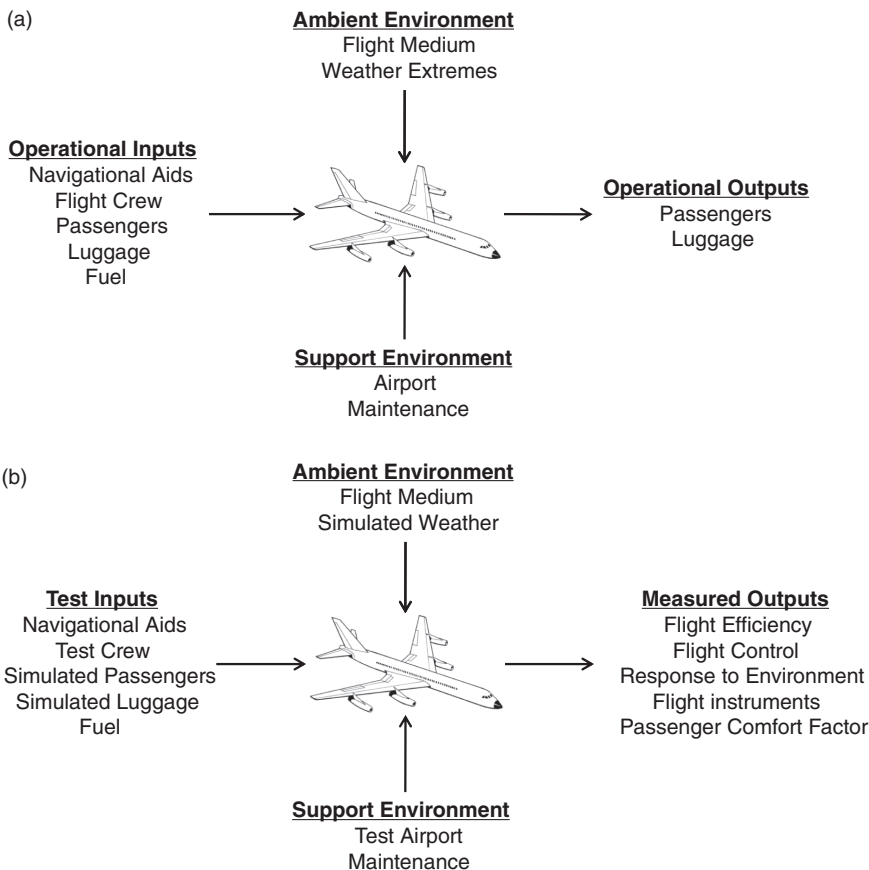 (a)
Ambient Environment
Flight Medium
Weather Extremes
Operational Inputs
Navigational Aids
Flight Crew
Passengers
Luggage
Fuel
Operational Outputs
Passengers
Luggage
Support Environment
Airport
Maintenance
(b)
Ambient Environment
Flight Medium
Simulated Weather
Test Inputs
Navigational Aids
Test Crew
Simulated Passengers
Simulated Luggage
Fuel
Measured Outputs
Flight Efficiency
Flight Control
Response to Environment
Flight instruments
Passenger Comfort Factor
Support Environment
Test Airport
Maintenance